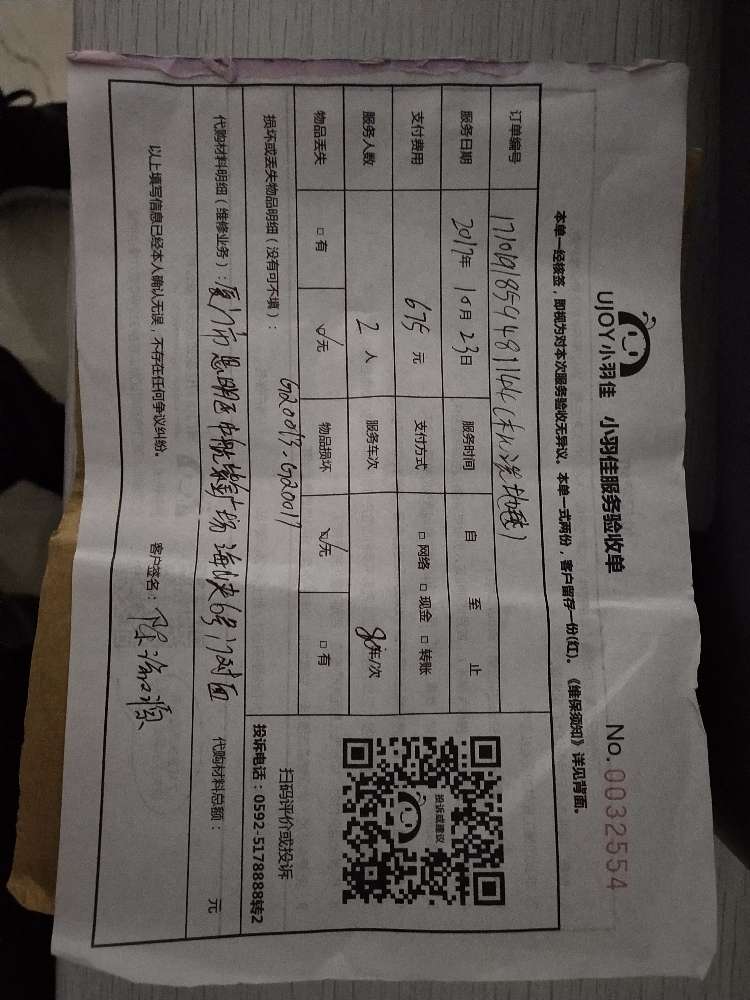 UJOY小羽佳 小羽佳服务验收单
No.0032554
本单一经核签，即视为对本次服务验收无异议。本单一式两份，客户留存一份(红)。《维保须知》详见背面。
订单编号
服务日期 2017年 10月 23日 服务时间 自 至 止
支付费用 675 元 支付方式 □网络 □现金 □转账
服务人数 2 人 服务车次 车/次
物品丢失 □有 ☑无 物品损坏 ☑无 □有
损坏或丢失物品明细（没有可不填）： G20013、G20017
代购材料明细（维修业务）：厦门市思明区中航紫金广场海峡6号门对面 代购材料总额： 元
投诉或建议
扫码评价或投诉
投诉电话：0592-5178888转2
以上填写信息已经本人确认无误，不存在任何争议纠纷。 客户签名：